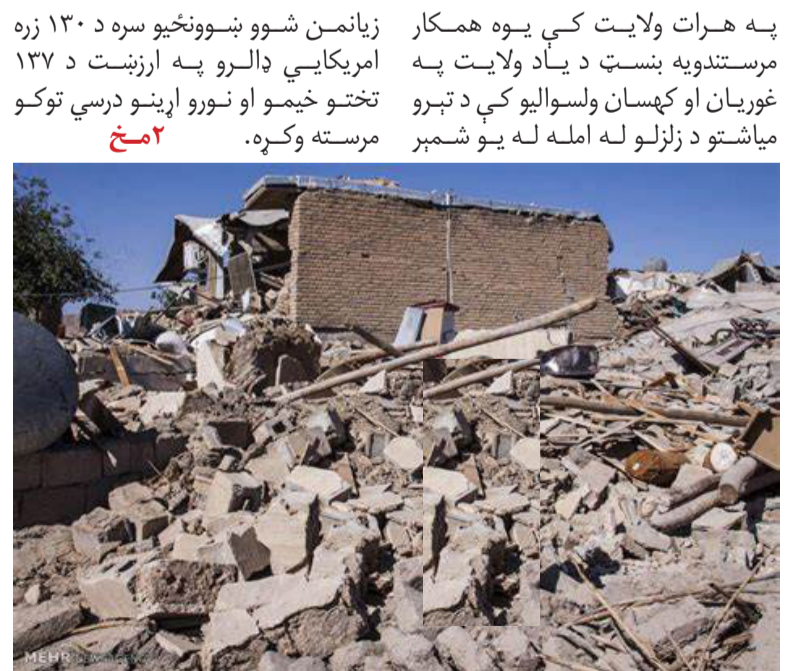 په هرات ولایت کې یوه همکار
مرستندویه بنسټ د یاد ولایت په
غوریان او کهسان ولسوالیو کې د تېرو
میاشتو د زلزلو له امله له یو شمېر
زیانمن شوو ښوونځیو سره د ۱۳۰ زره
امریکایي ډالرو په ارزښت د ۱۳۷
تختو خیمو او نورو اړینو درسي توکو
مرسته وکړه. ۲مخ
MEHR